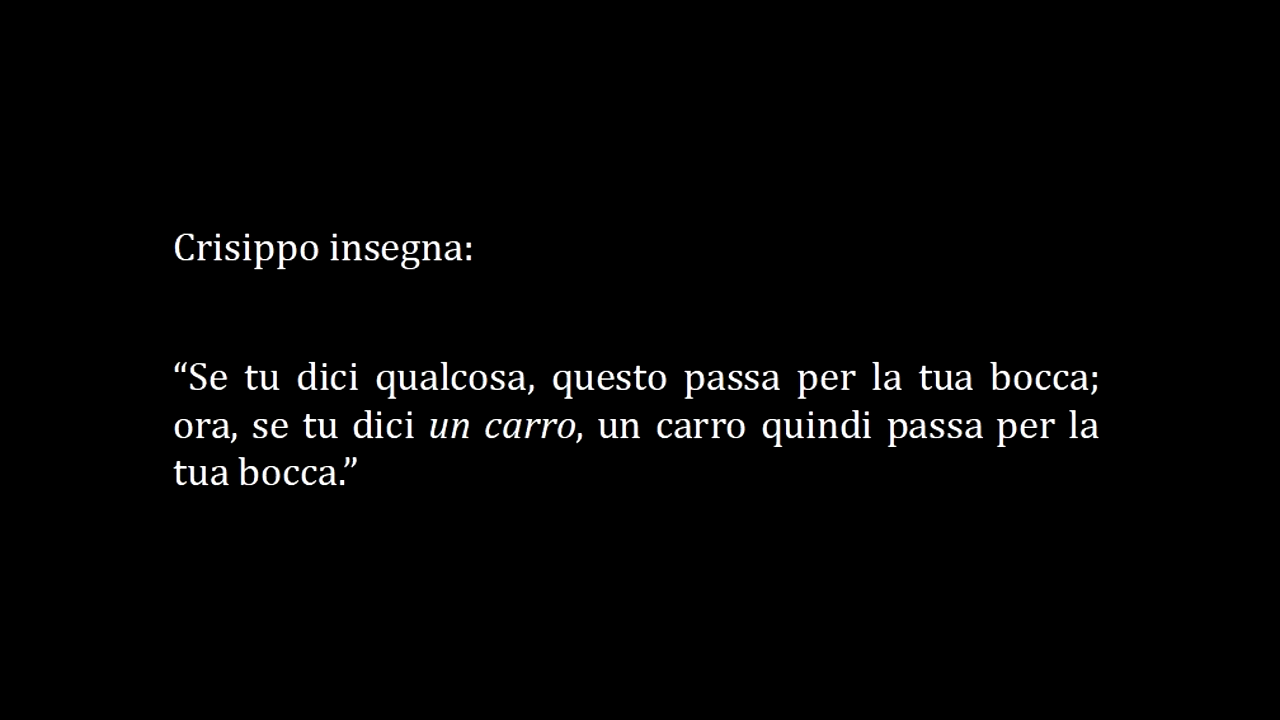 Crisippo insegna:
“Se tu dici qualcosa, questo passa per la tua bocca;
ora, se tu dici un carro, un carro quindi passa per la
tua bocca.”